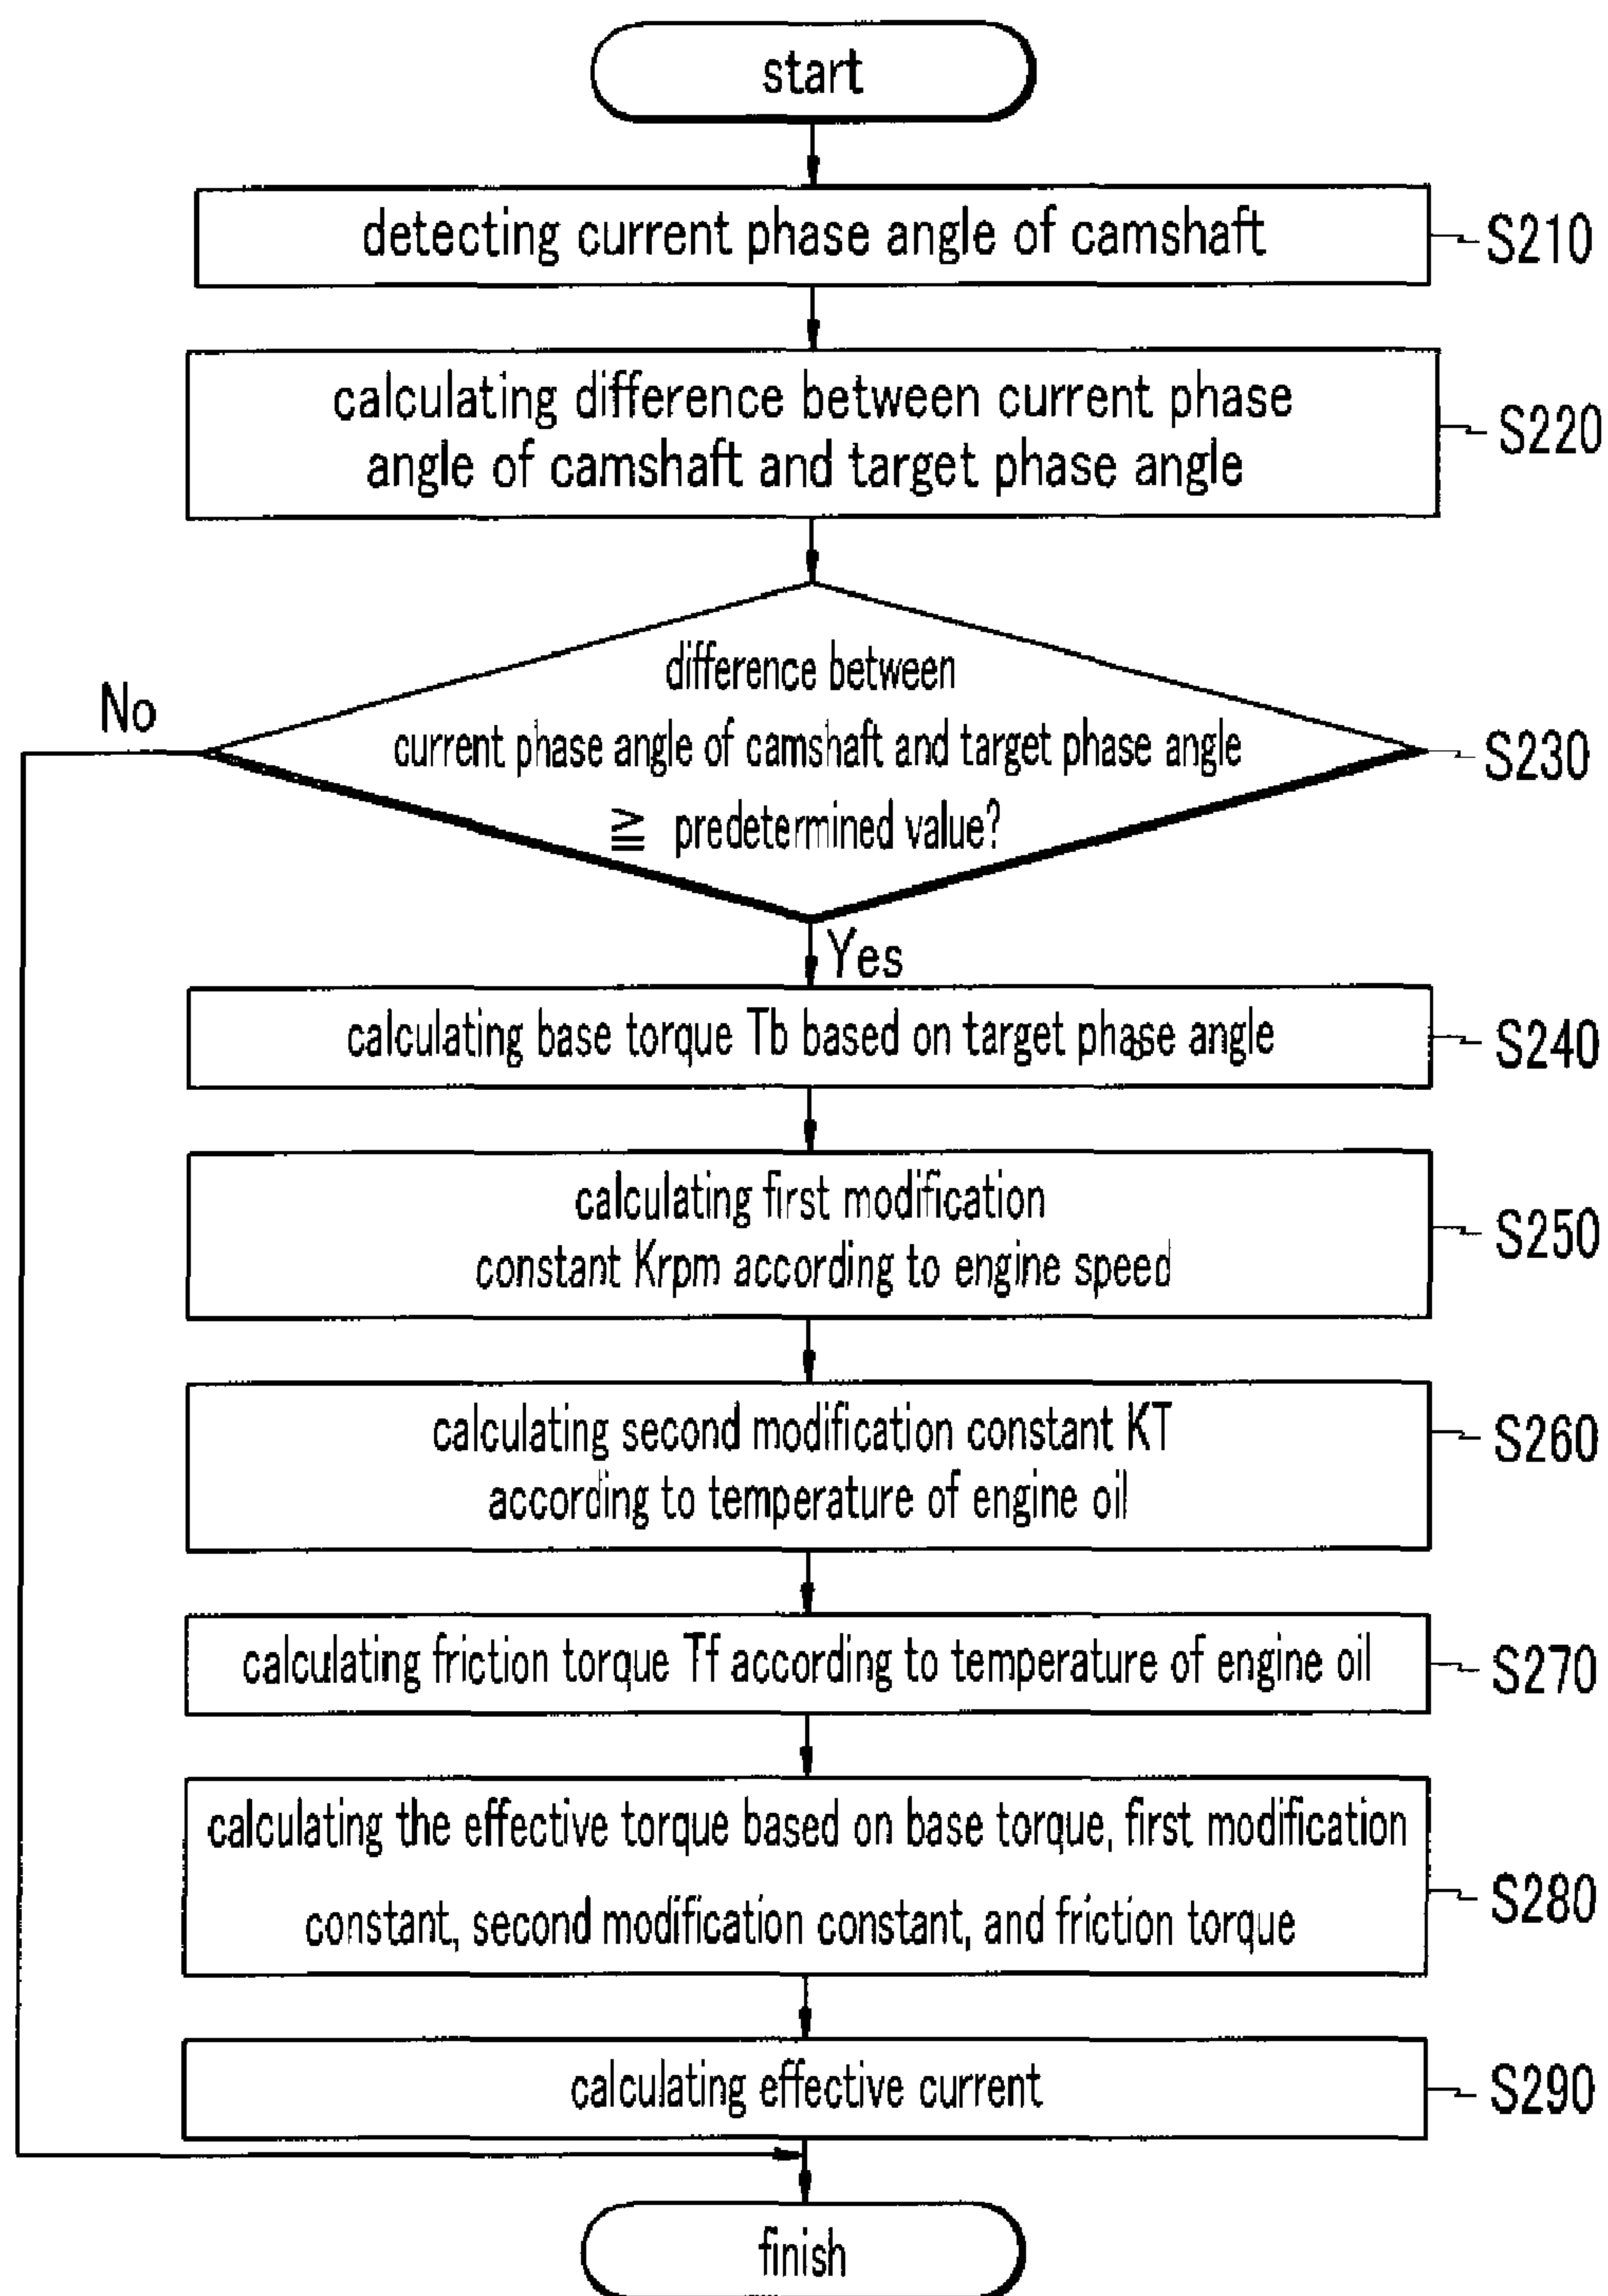 start
detecting current phase angle of camshaft
S210
calculating difference between current phase
angle of camshaft and target phase angle
S220
difference between
current phase angle of camshaft and target phase angle
≧ predetermined value?
No
S230
Yes
calculating base torque Tb based on target phase angle
S240
calculating first modification
constant Krpm according to engine speed
S250
calculating second modification constant KT
according to temperature of engine oil
S260
calculating friction torque Tf according to temperature of engine oil
S270
calculating the effective torque based on base torque, first modification
constant, second modification constant, and friction torque
S280
calculating effective current
S290
finish